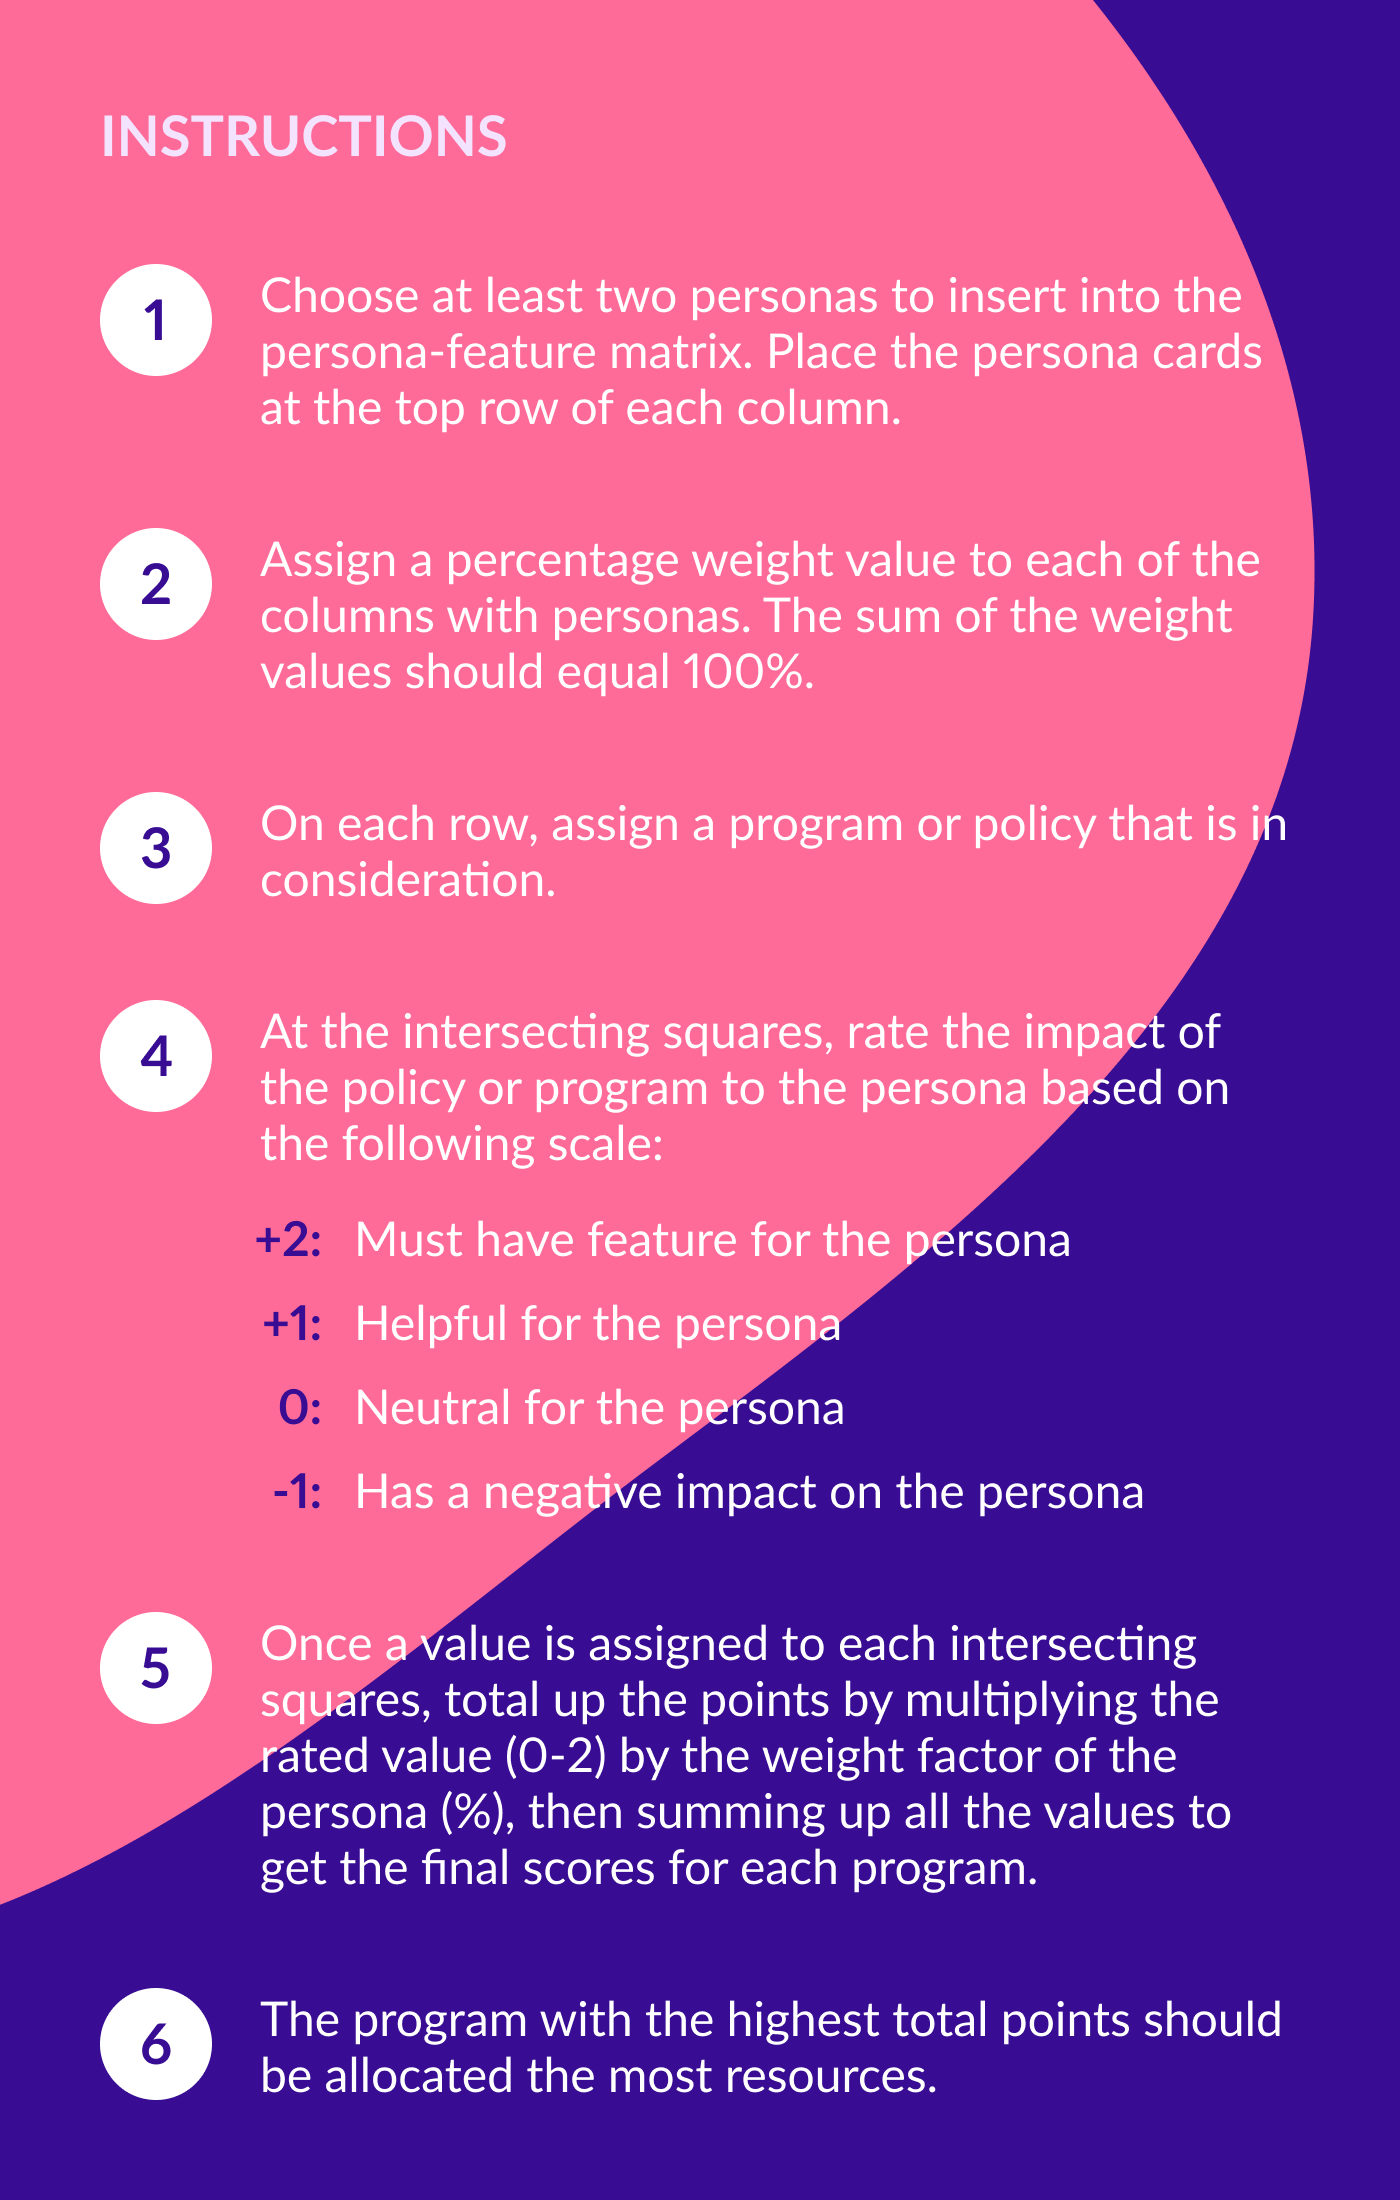 INSTRUCTIONS
1
Choose at least two personas to insert into the
persona-feature matrix. Place the persona cards
at the top row of each column.
2
Assign a percentage weight value to each of the
columns with personas. The sum of the weight
values should equal 100%.
3
On each row, assign a program or policy that is in
consideration.
4
At the intersecting squares, rate the impact of
the policy or program to the persona based on
the following scale:
+2: Must have feature for the persona
+1: Helpful for the persona
0: Neutral for the persona
-1: Has a negative impact on the persona
5
Once a value is assigned to each intersecting
squares, total up the points by multiplying the
rated value (0-2) by the weight factor of the
persona (%), then summing up all the values to
get the final scores for each program.
6
The program with the highest total points should
be allocated the most resources.